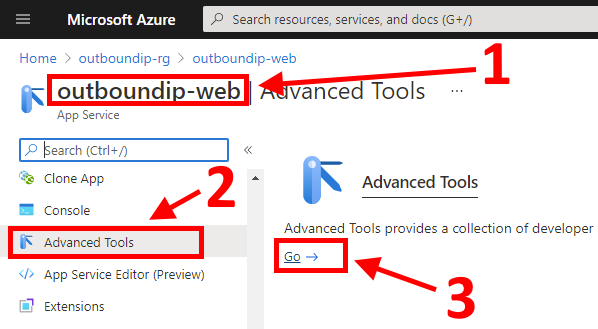 Microsoft Azure
Search resources, services, and docs (G+/)
Home > outboundip-rg > outboundip-web
1
outboundip-web | Advanced Tools ...
App Service
Search (Ctrl+/) «
Clone App
2
Console
Advanced Tools
App Service Editor (Preview)
Extensions
Advanced Tools
Advanced Tools provides a collection of developer
Go →
3